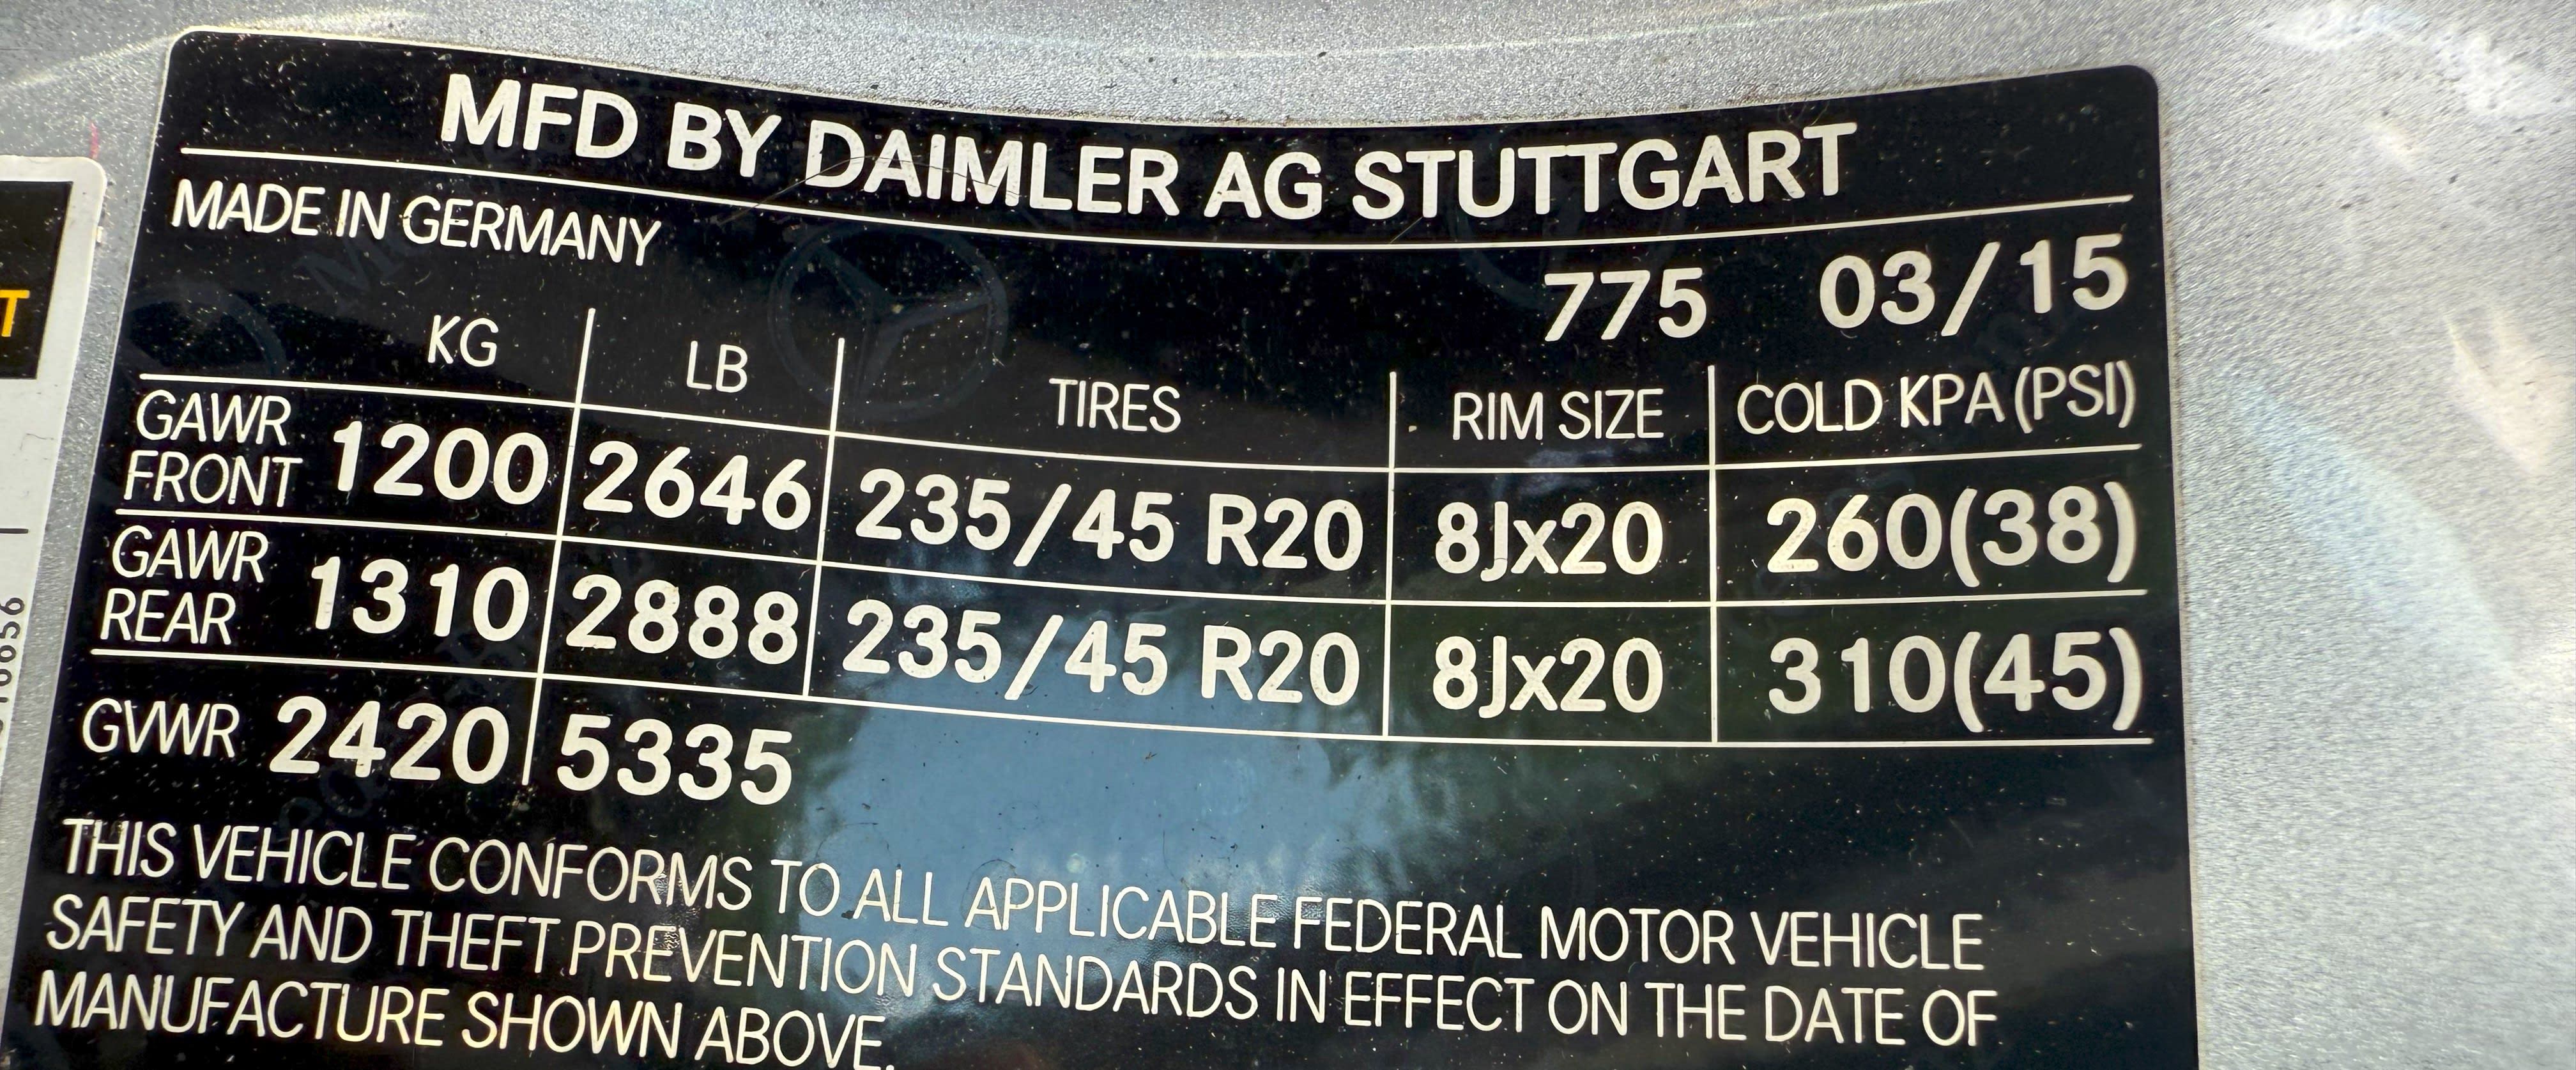 MFD BY DAIMLER AG STUTTGART
MADE IN GERMANY
775 03/15
KG LB TIRES RIM SIZE COLD KPA (PSI)
GAWR FRONT 1200 2646 235/45 R20 8Jx20 260(38)
GAWR REAR 1310 2888 235/45 R20 8Jx20 310(45)
GVWR 2420 5335
THIS VEHICLE CONFORMS TO ALL APPLICABLE FEDERAL MOTOR VEHICLE
SAFETY AND THEFT PREVENTION STANDARDS IN EFFECT ON THE DATE OF
MANUFACTURE SHOWN ABOVE.
T